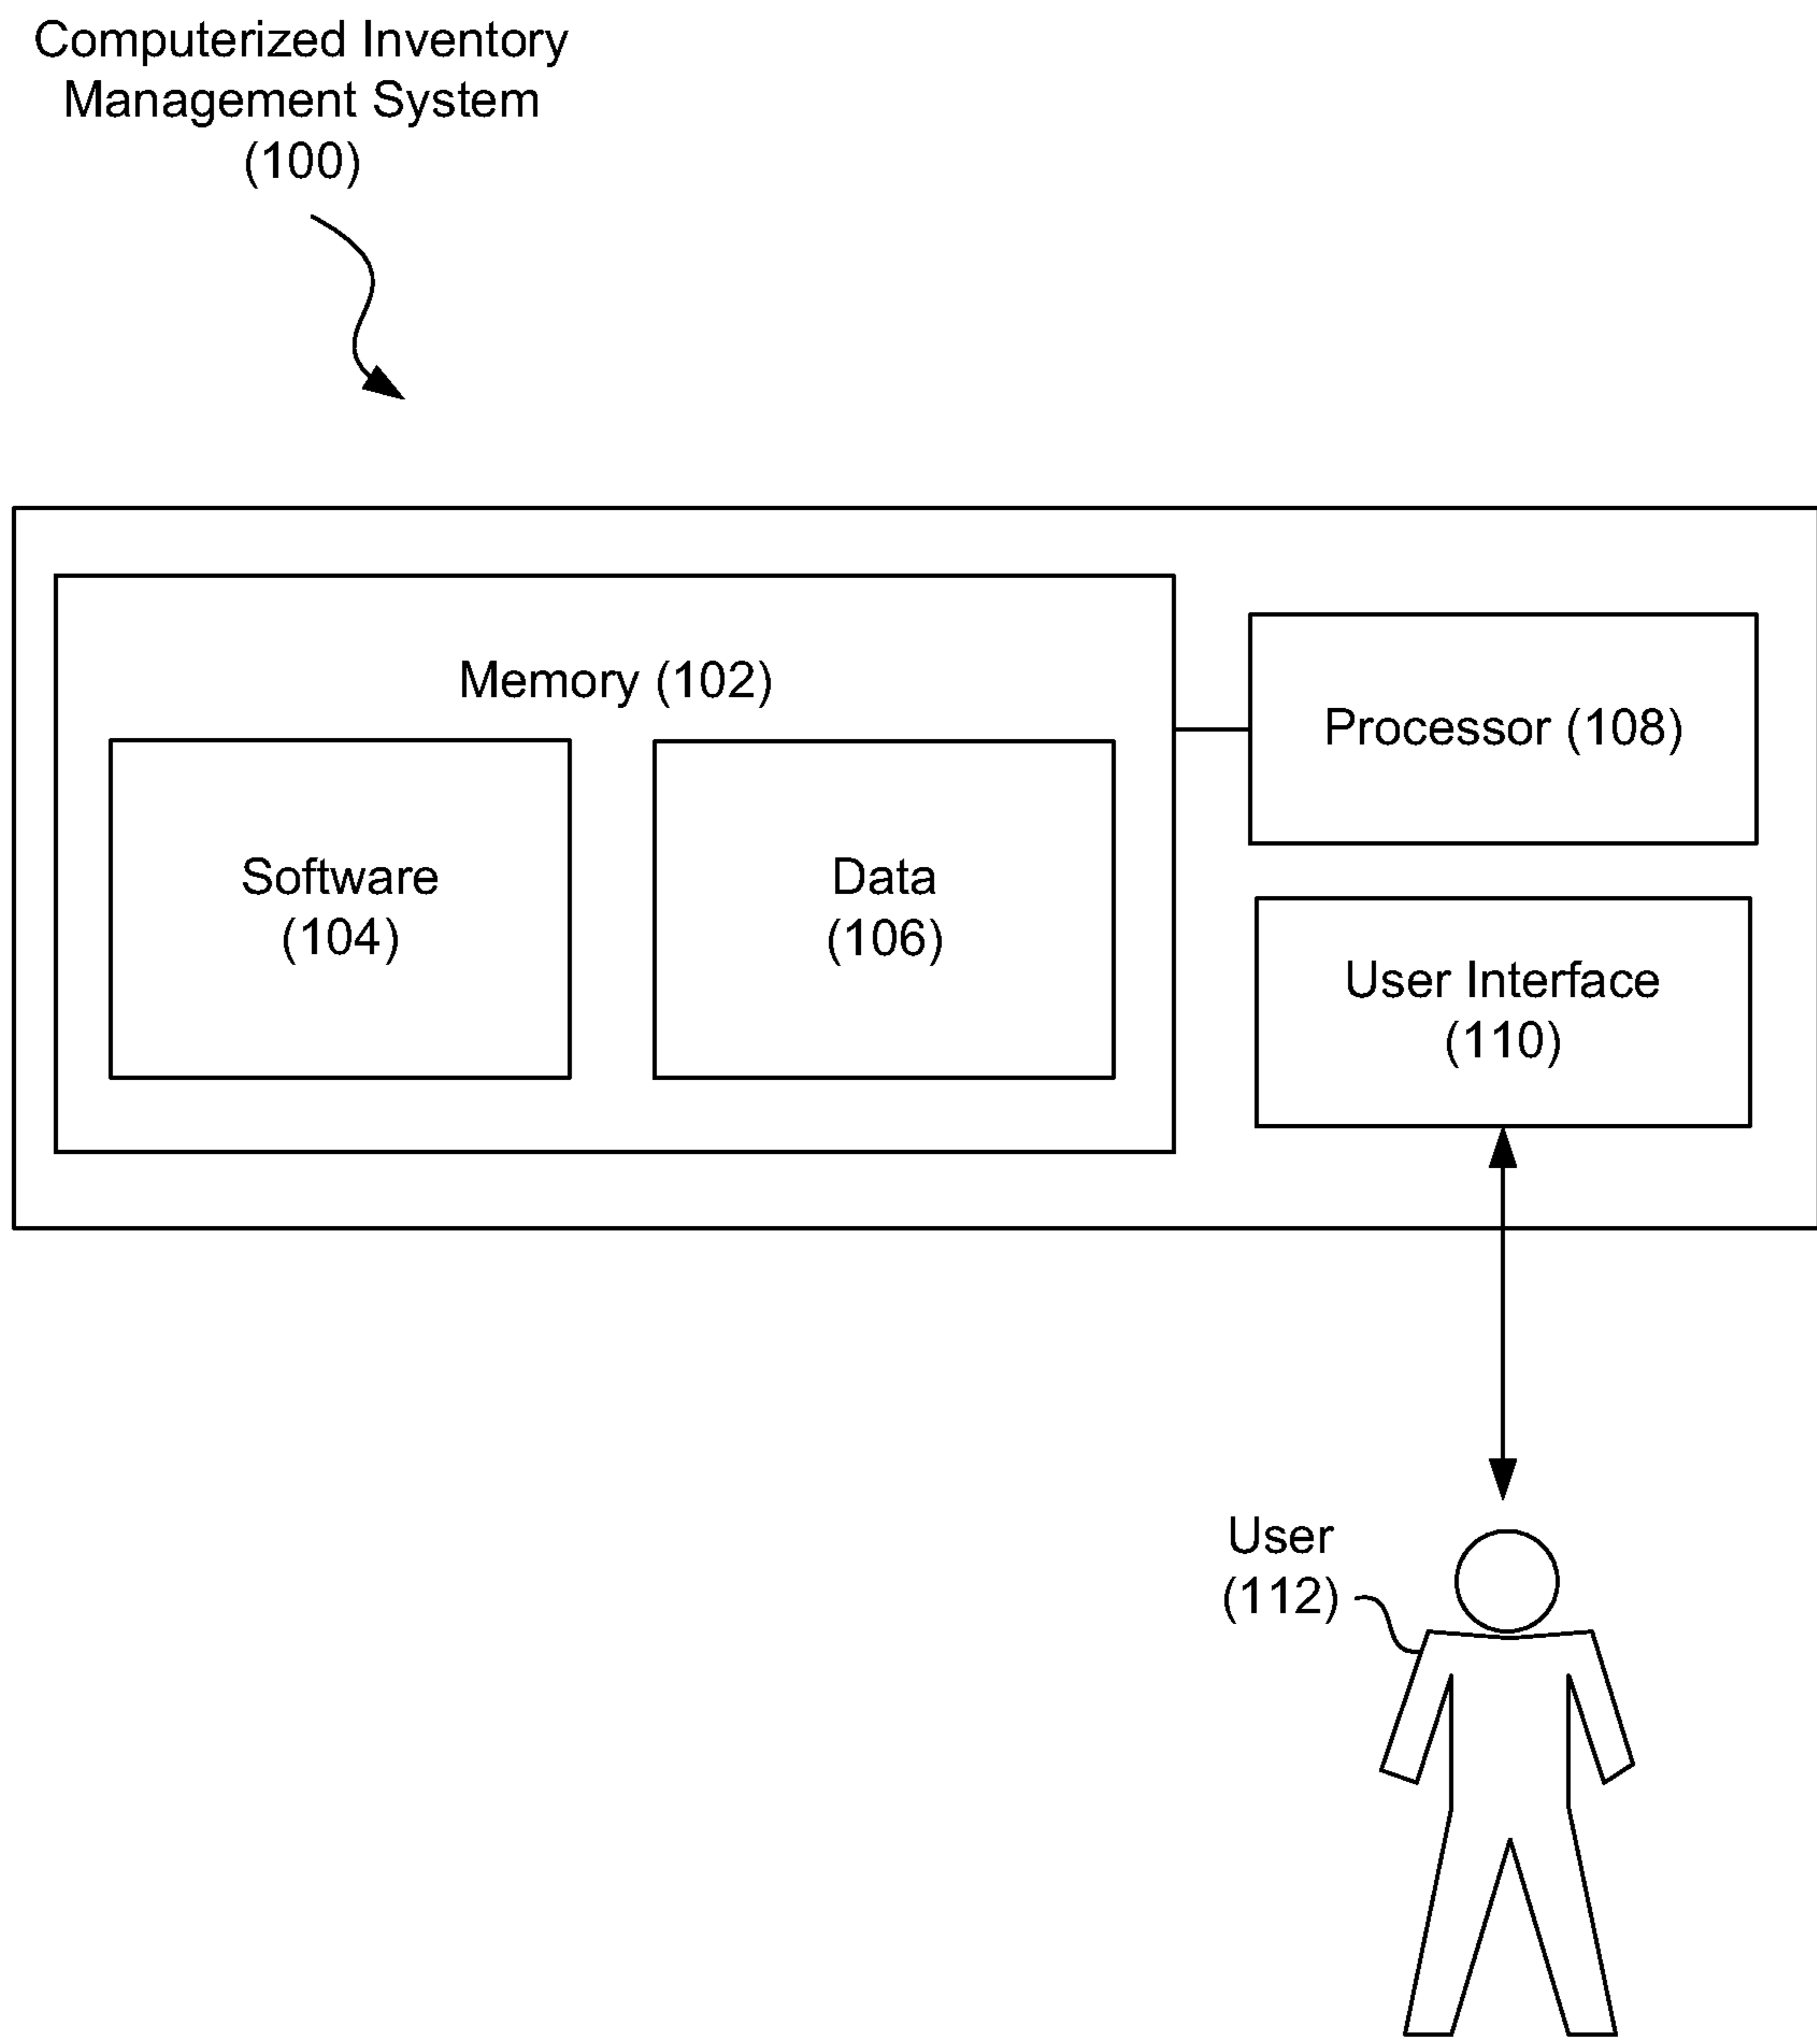 Computerized Inventory
Management System
(100)
Memory (102)
Processor (108)
Software
(104)
Data
(106)
User Interface
(110)
User
(112)